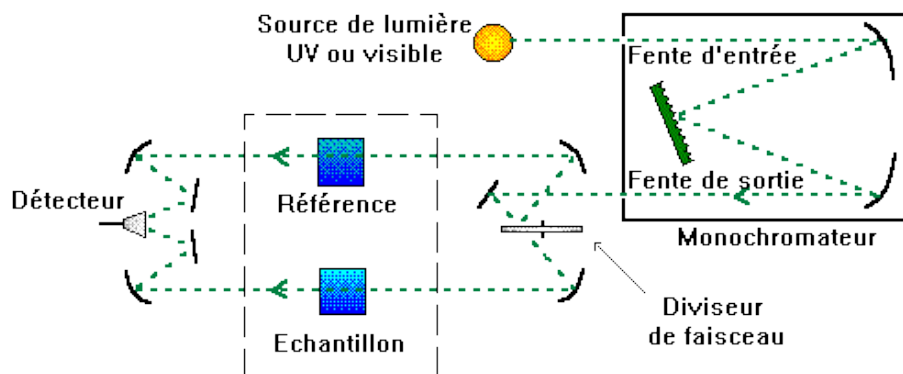 Source de lumière
UV ou visible
Fente d'entrée
Fente de sortie
Monochromateur
Détecteur
Référence
Echantillon
Diviseur
de faisceau